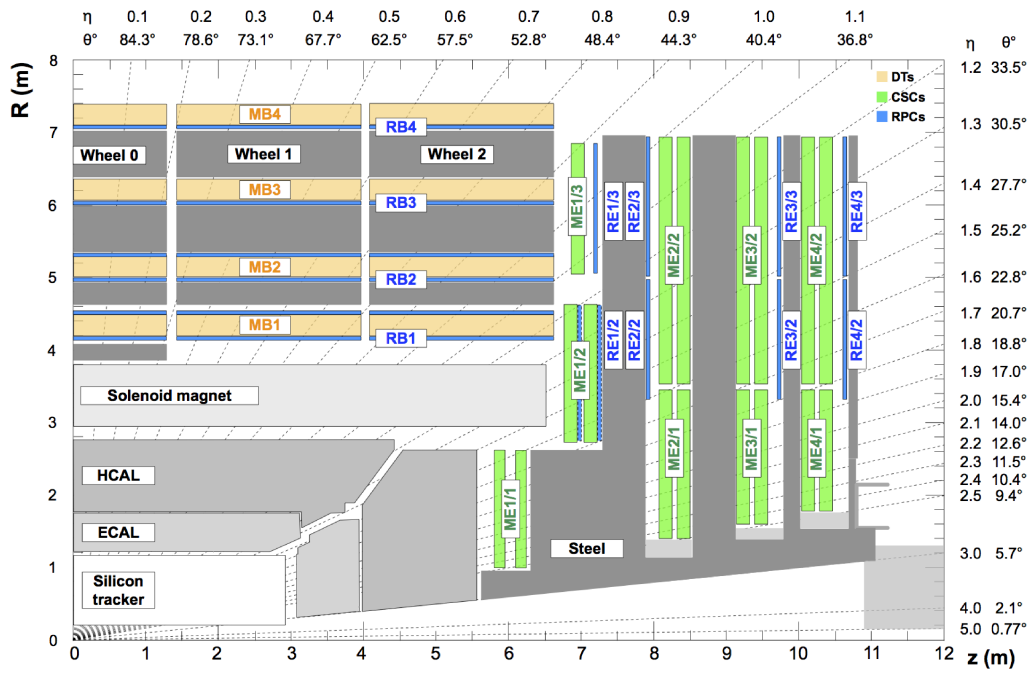 η 0.1 0.2 0.3 0.4 0.5 0.6 0.7 0.8 0.9 1.0 1.1
θ° 84.3° 78.6° 73.1° 67.7° 62.5° 57.5° 52.8° 48.4° 44.3° 40.4° 36.8° η θ°
R (m)
8
7
6
5
4
3
2
1
0
1.2 33.5°
1.3 30.5°
1.4 27.7°
1.5 25.2°
1.6 22.8°
1.7 20.7°
1.8 18.8°
1.9 17.0°
2.0 15.4°
2.1 14.0°
2.2 12.6°
2.3 11.5°
2.4 10.4°
2.5 9.4°
3.0 5.7°
4.0 2.1°
5.0 0.77°
DTs
CSCs
RPCs
MB4
RB4
Wheel 0 Wheel 1 Wheel 2
MB3
RB3
MB2
RB2
MB1
RB1
Solenoid magnet
HCAL
ECAL
Silicon
tracker
Steel
ME1/3
RE1/3
RE2/3
ME2/2
ME3/2
RE3/3
ME4/2
RE4/3
ME1/2
RE1/2
RE2/2
RE3/2
RE4/2
ME1/1
ME2/1
ME3/1
ME4/1
0 1 2 3 4 5 6 7 8 9 10 11 12
z (m)